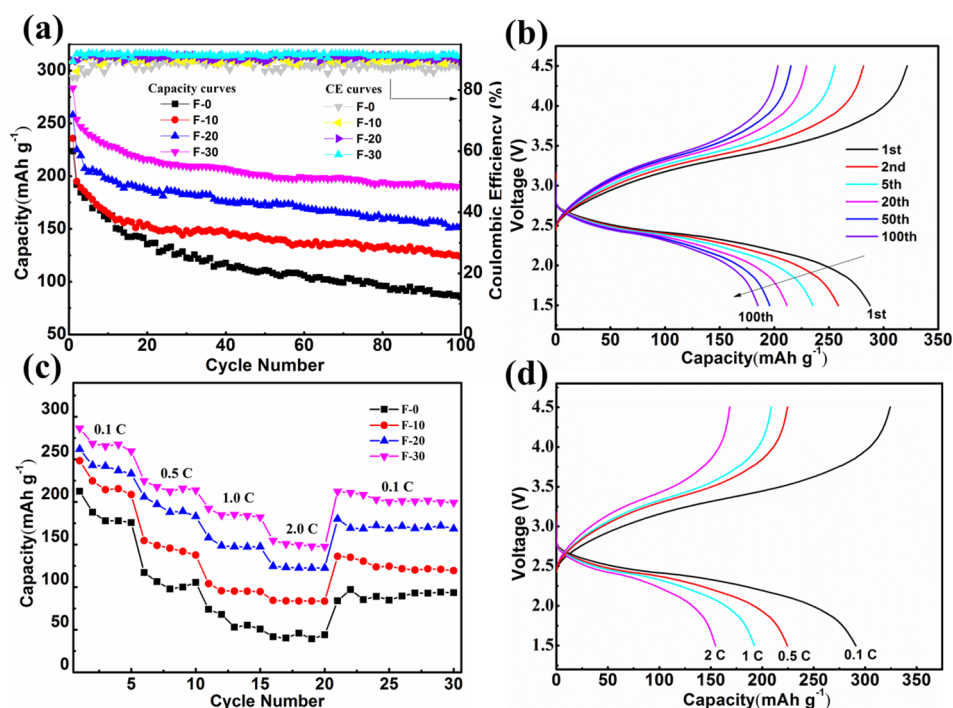 (a)
300
250
200
150
100
50
Capacity(mAh g-1)
0
20
40
60
80
100
Cycle Number
80
60
40
20
0
Coulombic Efficiency (%)
Capacity curves
F-0
F-10
F-20
F-30
CE curves
F-0
F-10
F-20
F-30
(b)
4.5
4.0
3.5
3.0
2.5
2.0
1.5
Voltage (V)
0
50
100
150
200
250
300
350
Capacity(mAh g-1)
1st
2nd
5th
20th
50th
100th
100th
1st
(c)
300
250
200
150
100
50
0
Capacity(mAh g-1)
5
10
15
20
25
30
Cycle Number
0.1 C
0.5 C
1.0 C
2.0 C
0.1 C
F-0
F-10
F-20
F-30
(d)
4.5
4.0
3.5
3.0
2.5
2.0
1.5
Voltage (V)
0
50
100
150
200
250
300
350
Capacity(mAh g-1)
2 C
1 C
0.5 C
0.1 C